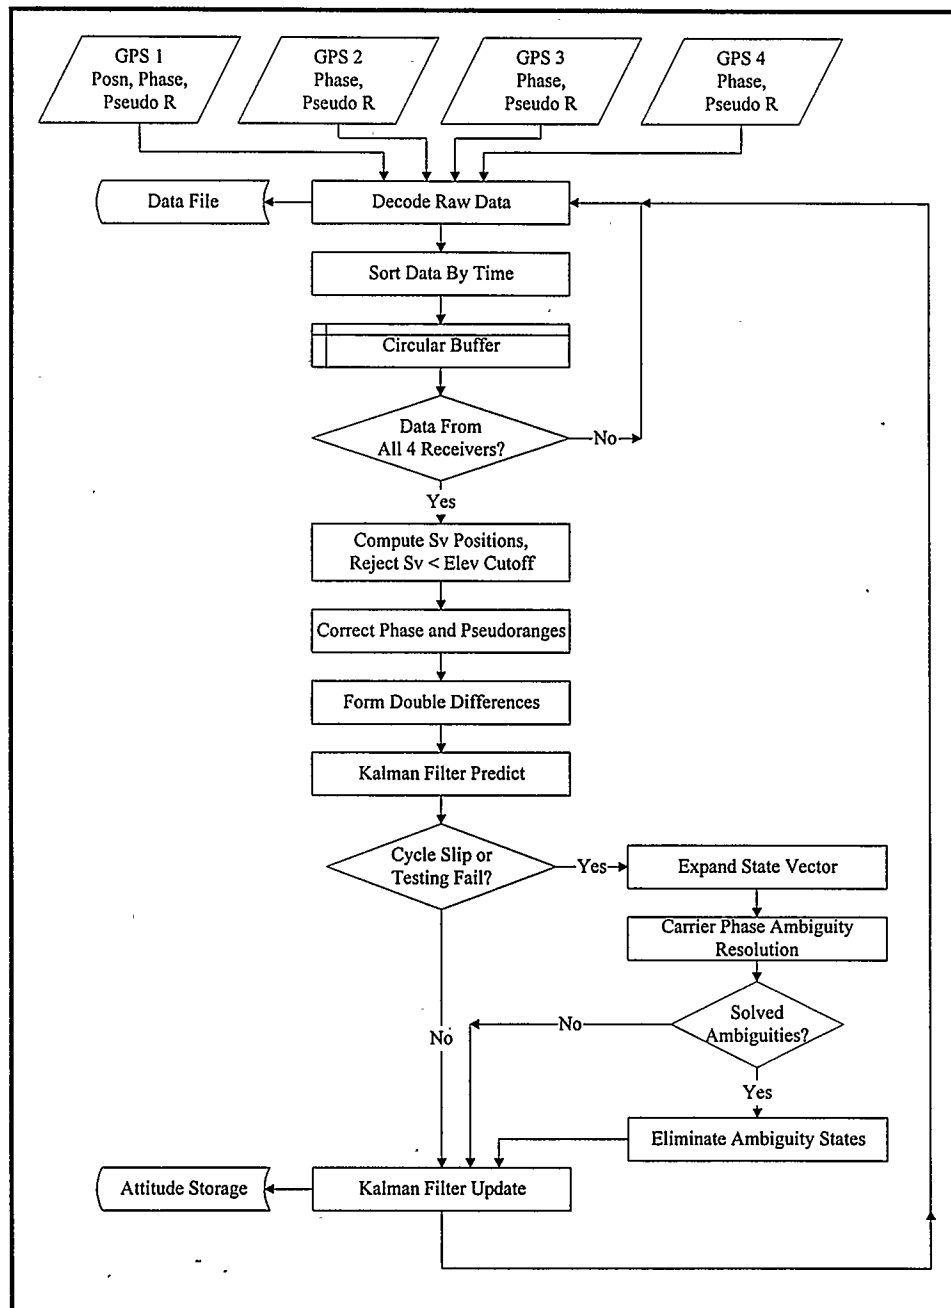 GPS 1
Posn, Phase,
Pseudo R
GPS 2
Phase,
Pseudo R
GPS 3
Phase,
Pseudo R
GPS 4
Phase,
Pseudo R
Data File
Decode Raw Data
Sort Data By Time
Circular Buffer
Data From
All 4 Receivers?
No
Yes
Compute Sv Positions,
Reject Sv < Elev Cutoff
Correct Phase and Pseudoranges
Form Double Differences
Kalman Filter Predict
Cycle Slip or
Testing Fail?
Yes
Expand State Vector
Carrier Phase Ambiguity
Resolution
Solved
Ambiguities?
No
No
Yes
Eliminate Ambiguity States
Attitude Storage
Kalman Filter Update